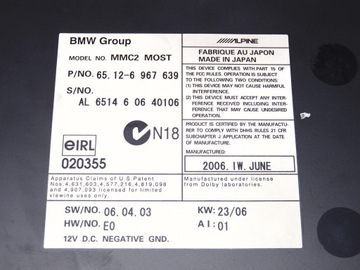 BMW Group
MODEL NO. MMC2 MOST
P/NO. 65.12-6 967 639
S/NO.
AL 6514 6 06 40106
eIRL
020355
N18
Apparatus Claims of U.S. Patent
Nos. 4,631,603; 4,577,216, 4,819,098
and 4,907,093 licensed for limited
viewing uses only.
SW/NO. 06.04.03
HW/NO. E0
12V D.C. NEGATIVE GND.
ALPINE
FABRIQUE AU JAPON
MADE IN JAPAN
THIS DEVICE COMPLIES WITH PART 15 OF
THE FCC RULES. OPERATION IS SUBJECT
TO THE FOLLOWING TWO CONDITIONS:
(1) THIS DEVICE MAY NOT CAUSE HARMFUL
INTERFERENCE.
(2) THIS DEVICE MUST ACCEPT ANY INTER-
FERENCE RECEIVED, INCLUDING INTER-
FERENCE THAT MAY CAUSE UNDESIRED
OPERATION.
PRODUCT IS CERTIFIED BY THE MANUFACTU-
RER TO COMPLY WITH DHHS RULES 21 CFR
SUBCHAPTER J APPLICABLE AT DATE OF
MANUFACTURE.
2006.IW.JUNE
Manufactured under license
from Dolby laboratories.
KW: 23/06
AI: 01